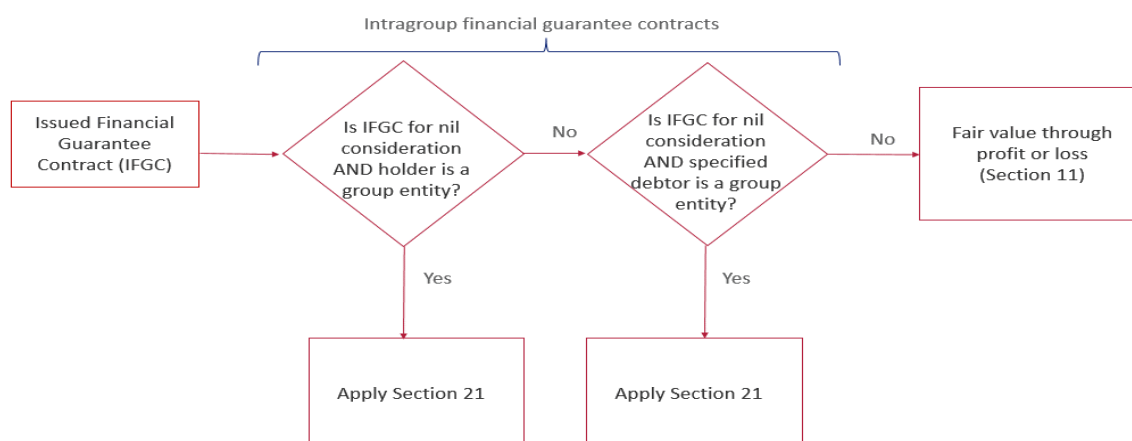 Intragroup financial guarantee contracts
Issued Financial
Guarantee
Contract (IFGC)
Is IFGC for nil
consideration
AND holder is a
group entity?
No
Is IFGC for nil
consideration
AND specified
debtor is a group
entity?
No
Fair value through
profit or loss
(Section 11)
Yes
Yes
Apply Section 21
Apply Section 21